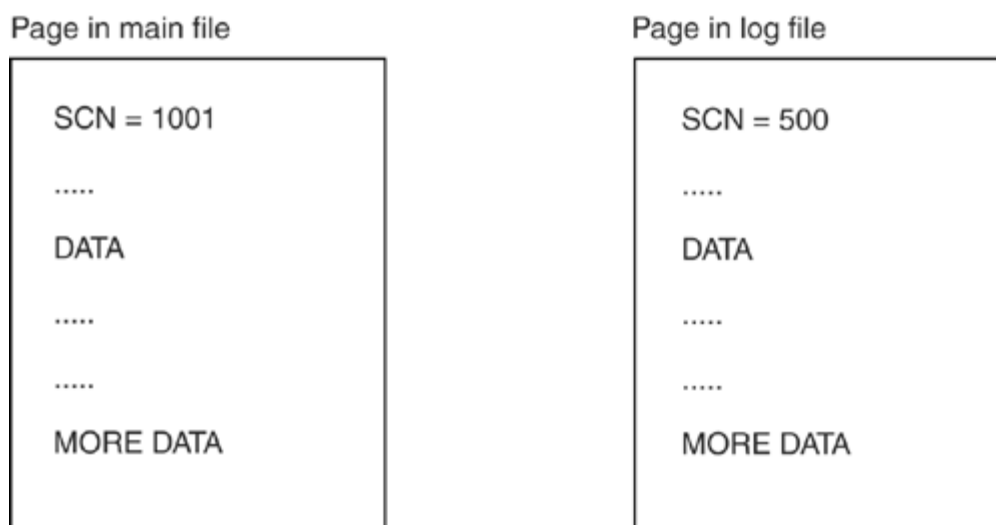 Page in main file
SCN = 1001
.....
DATA
.....
.....
MORE DATA
Page in log file
SCN = 500
.....
DATA
.....
.....
MORE DATA